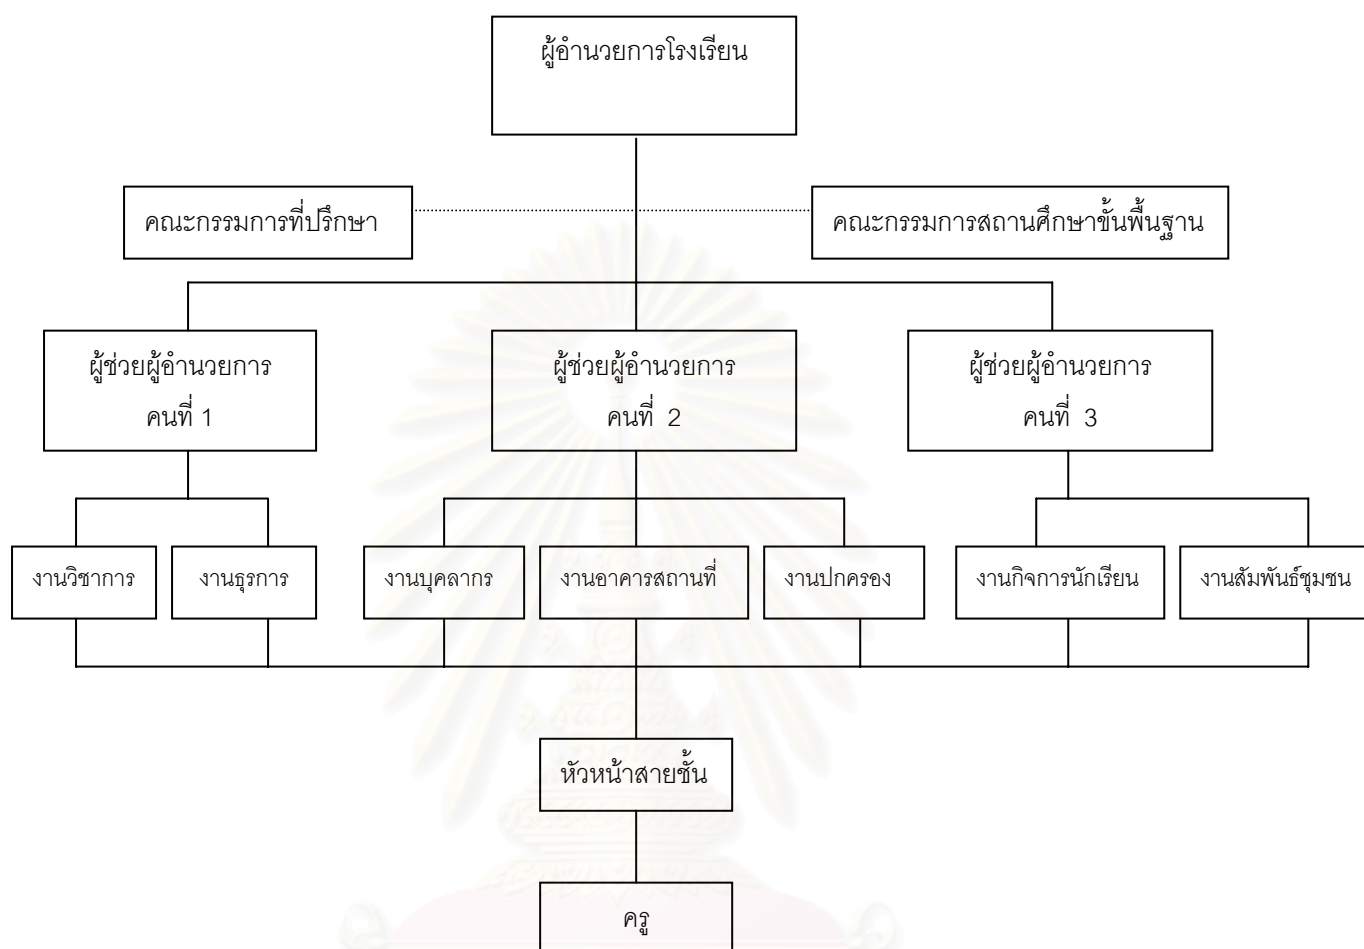 ผู้อำนวยการโรงเรียน
คณะกรรมการที่ปรึกษา
คณะกรรมการสถานศึกษาขั้นพื้นฐาน
ผู้ช่วยผู้อำนวยการ
คนที่ 1
ผู้ช่วยผู้อำนวยการ
คนที่ 2
ผู้ช่วยผู้อำนวยการ
คนที่ 3
งานวิชาการ
งานธุรการ
งานบุคลากร
งานอาคารสถานที่
งานปกครอง
งานกิจการนักเรียน
งานสัมพันธ์ชุมชน
หัวหน้าสายชั้น
ครู